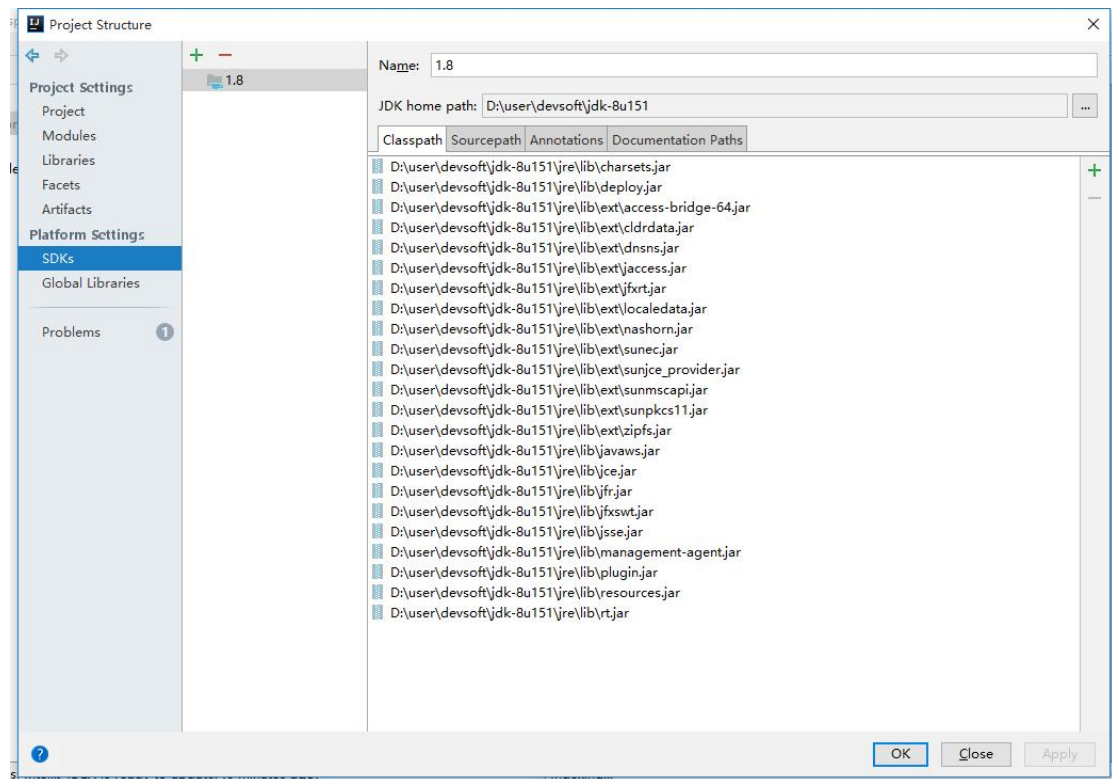 Project Structure
Project Settings
Project
Modules
Libraries
Facets
Artifacts
Platform Settings
SDKs
Global Libraries
Problems 1
1.8
Name: 1.8
JDK home path: D:\user\devsoft\jdk-8u151 ...
Classpath Sourcepath Annotations Documentation Paths
D:\user\devsoft\jdk-8u151\jre\lib\charsets.jar
D:\user\devsoft\jdk-8u151\jre\lib\deploy.jar
D:\user\devsoft\jdk-8u151\jre\lib\ext\access-bridge-64.jar
D:\user\devsoft\jdk-8u151\jre\lib\ext\cldrdata.jar
D:\user\devsoft\jdk-8u151\jre\lib\ext\dnsns.jar
D:\user\devsoft\jdk-8u151\jre\lib\ext\jaccess.jar
D:\user\devsoft\jdk-8u151\jre\lib\ext\jfxrt.jar
D:\user\devsoft\jdk-8u151\jre\lib\ext\localedata.jar
D:\user\devsoft\jdk-8u151\jre\lib\ext\nashorn.jar
D:\user\devsoft\jdk-8u151\jre\lib\ext\sunec.jar
D:\user\devsoft\jdk-8u151\jre\lib\ext\sunjce_provider.jar
D:\user\devsoft\jdk-8u151\jre\lib\ext\sunmscapi.jar
D:\user\devsoft\jdk-8u151\jre\lib\ext\sunpkcs11.jar
D:\user\devsoft\jdk-8u151\jre\lib\ext\zipfs.jar
D:\user\devsoft\jdk-8u151\jre\lib\javaws.jar
D:\user\devsoft\jdk-8u151\jre\lib\jce.jar
D:\user\devsoft\jdk-8u151\jre\lib\jfr.jar
D:\user\devsoft\jdk-8u151\jre\lib\jfxswt.jar
D:\user\devsoft\jdk-8u151\jre\lib\jsse.jar
D:\user\devsoft\jdk-8u151\jre\lib\management-agent.jar
D:\user\devsoft\jdk-8u151\jre\lib\plugin.jar
D:\user\devsoft\jdk-8u151\jre\lib\resources.jar
D:\user\devsoft\jdk-8u151\jre\lib\rt.jar
? OK Close Apply